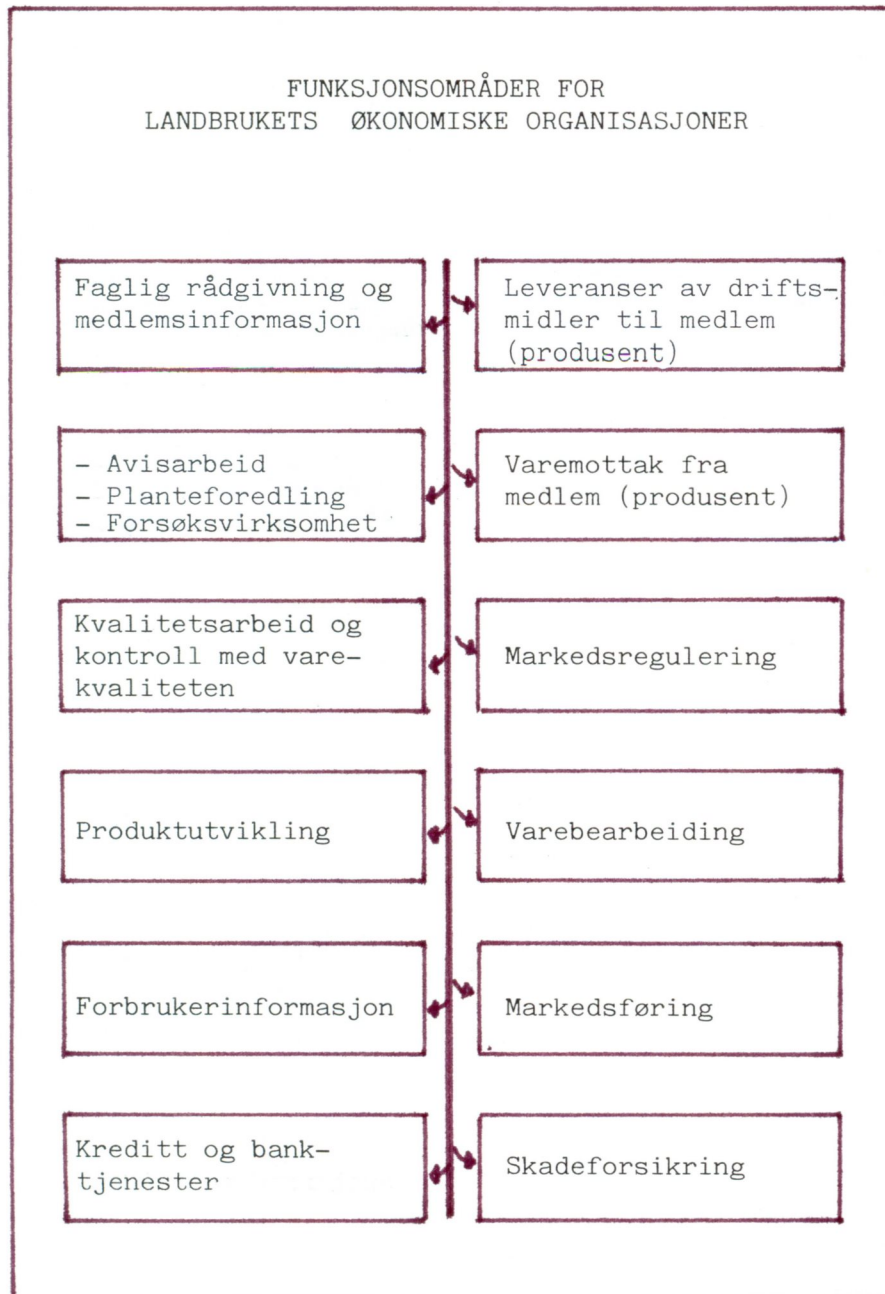 FUNKSJONSOMRÅDER FOR
LANDBRUKETS ØKONOMISKE ORGANISASJONER
Faglig rådgivning og
medlemsinformasjon
Leveranser av drifts-
midler til medlem
(produsent)
- Avisarbeid
- Planteforedling
- Forsøksvirksomhet
Varemottak fra
medlem (produsent)
Kvalitetsarbeid og
kontroll med vare-
kvaliteten
Markedsregulering
Produktutvikling
Varebearbeiding
Forbrukerinformasjon
Markedsføring
Kreditt og bank-
tjenester
Skadeforsikring